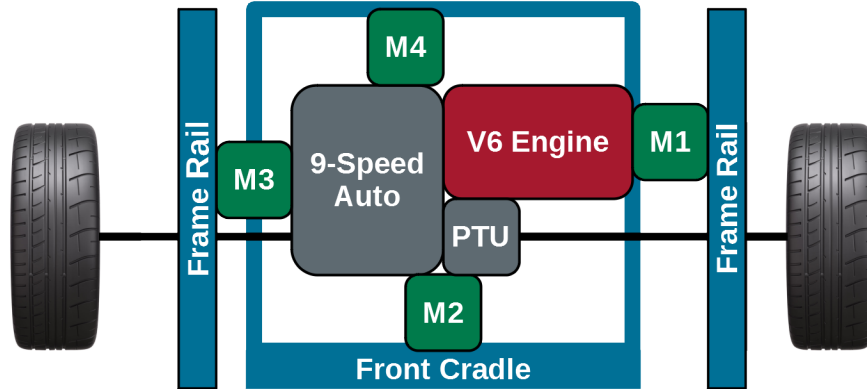 M4
V6 Engine
M1
M3
9-Speed
Auto
Frame Rail
Frame Rail
PTU
M2
Front Cradle